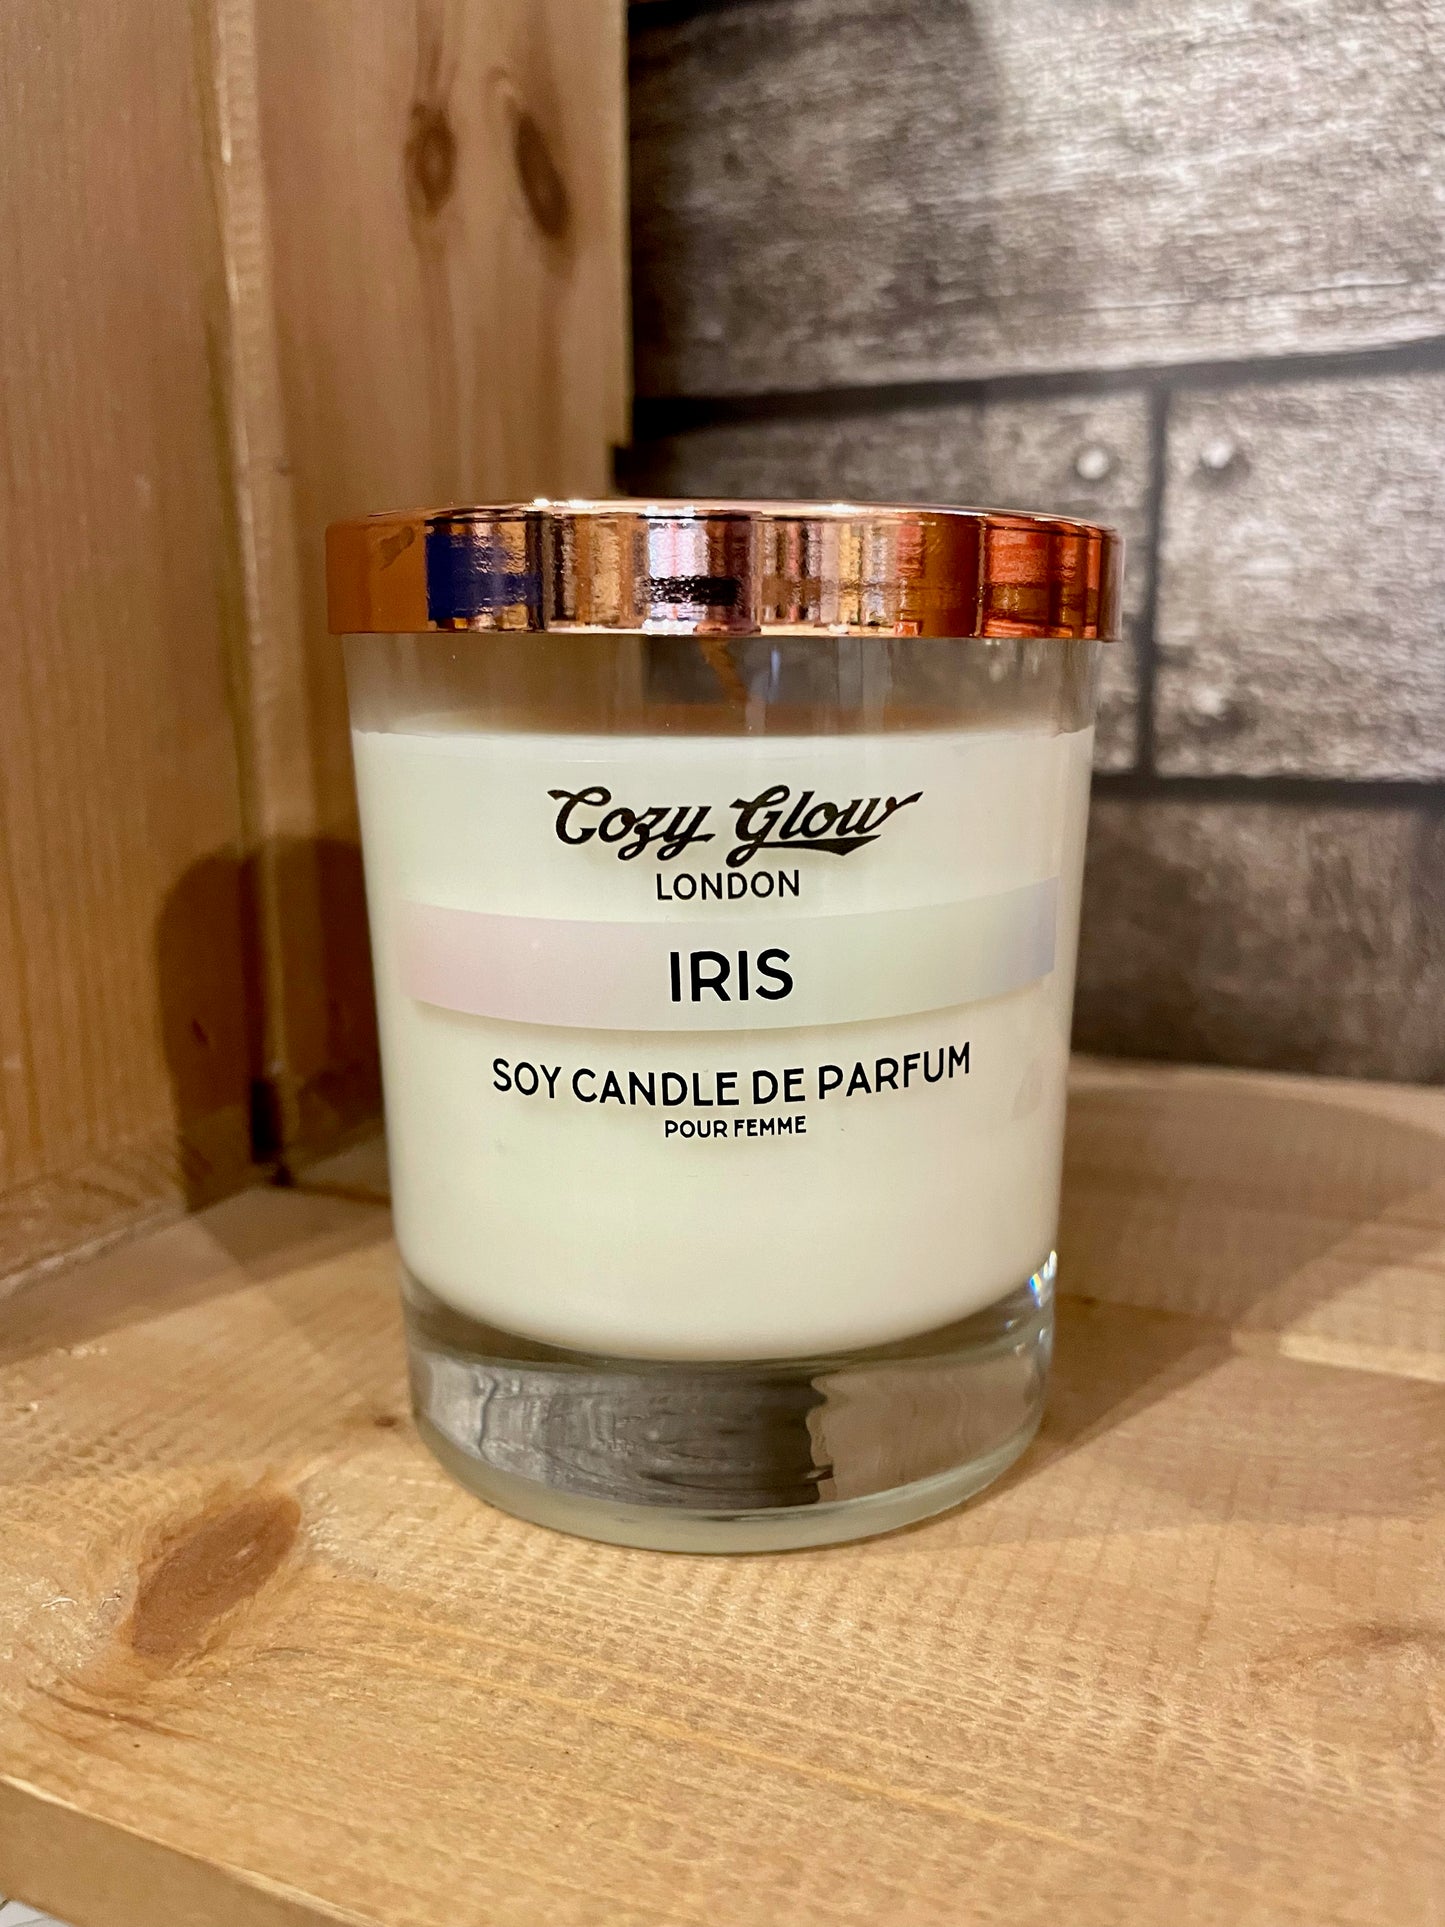 Cozy Glow
LONDON
IRIS
SOY CANDLE DE PARFUM
POUR FEMME